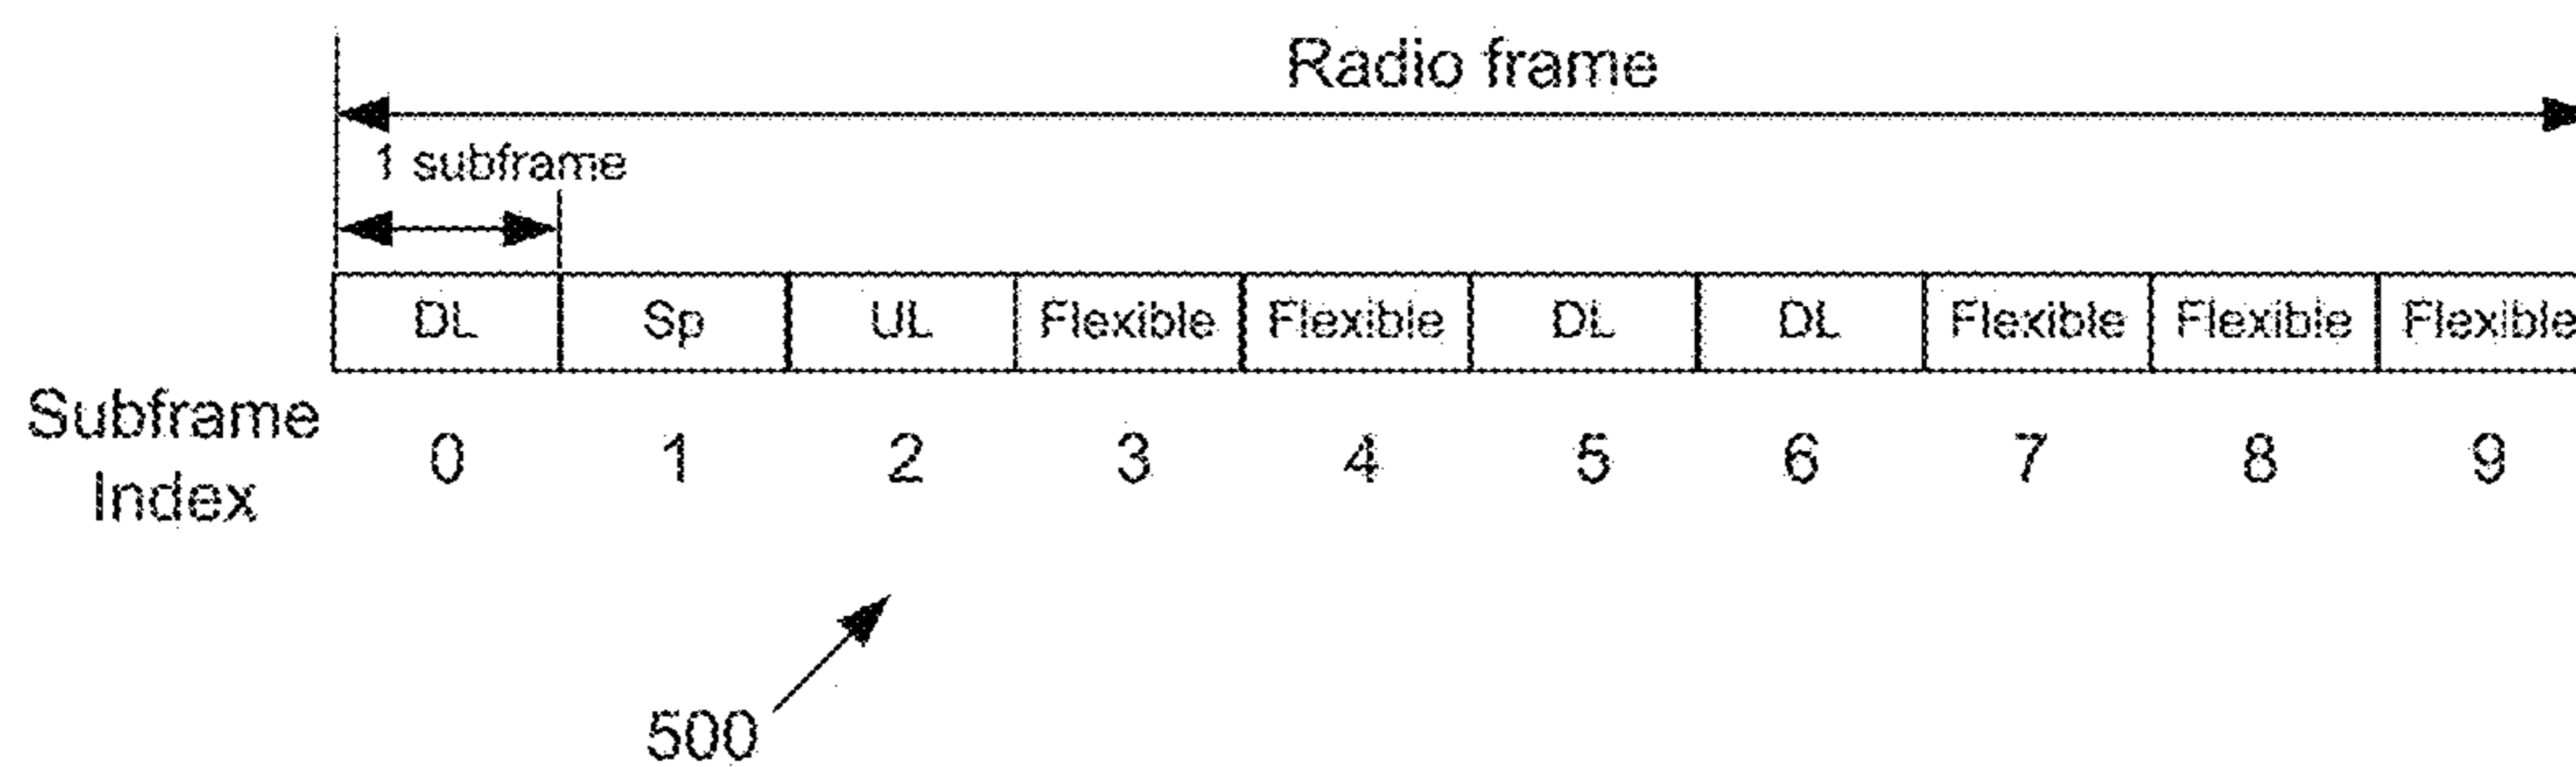 Radio frame
1 subframe
DL Sp UL Flexible Flexible DL DL Flexible Flexible Flexible
Subframe
Index
0 1 2 3 4 5 6 7 8 9
500